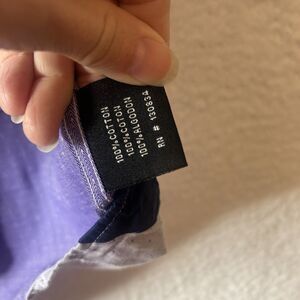 100% COTTON
100% COTON
100% ALGODON
RN # 130834